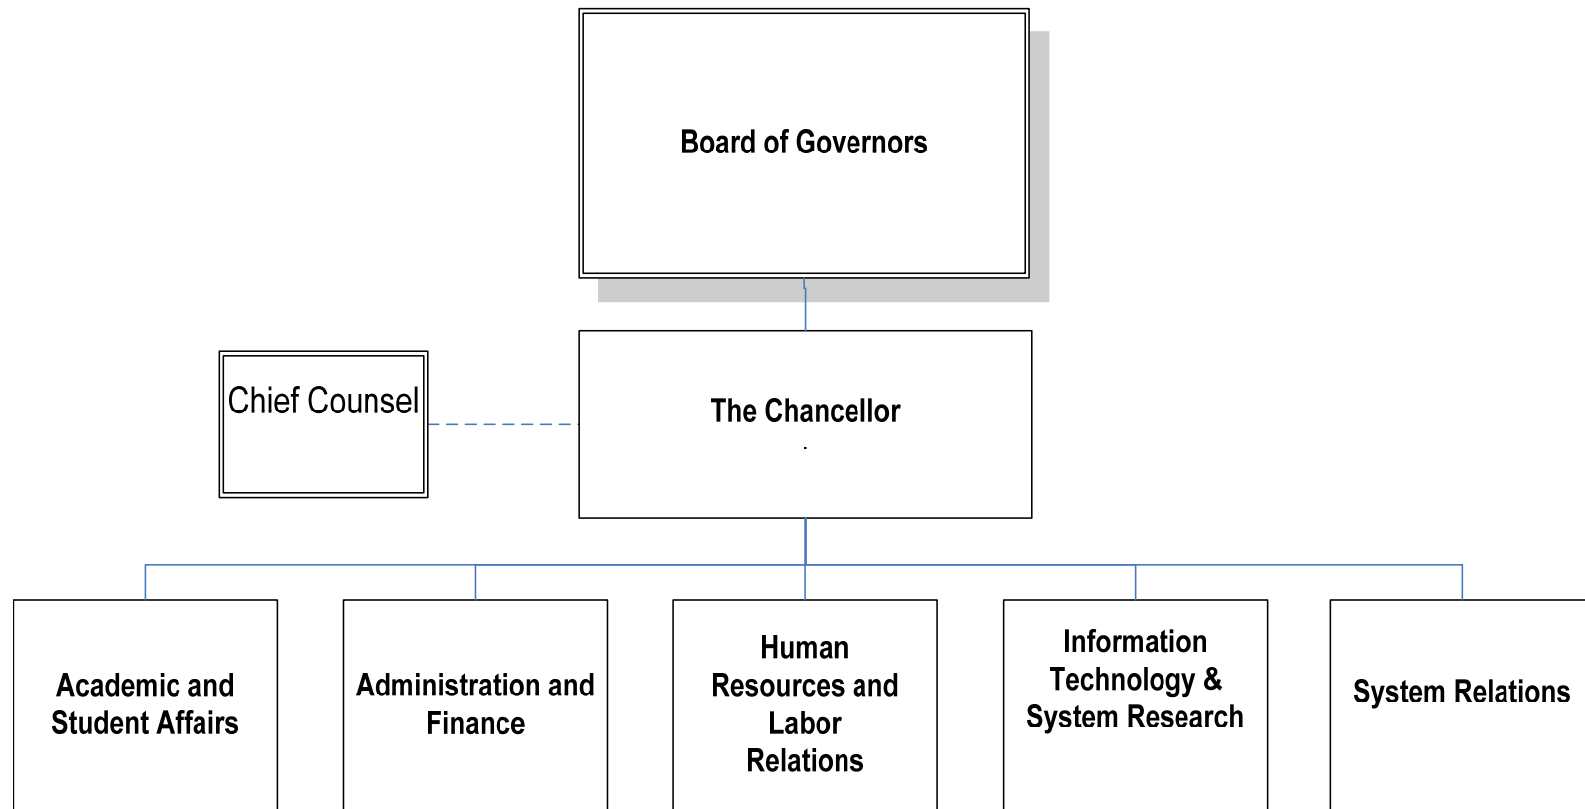 Board of Governors
Chief Counsel
The Chancellor
.
Academic and
Student Affairs
Administration and
Finance
Human
Resources and
Labor
Relations
Information
Technology &
System Research
System Relations